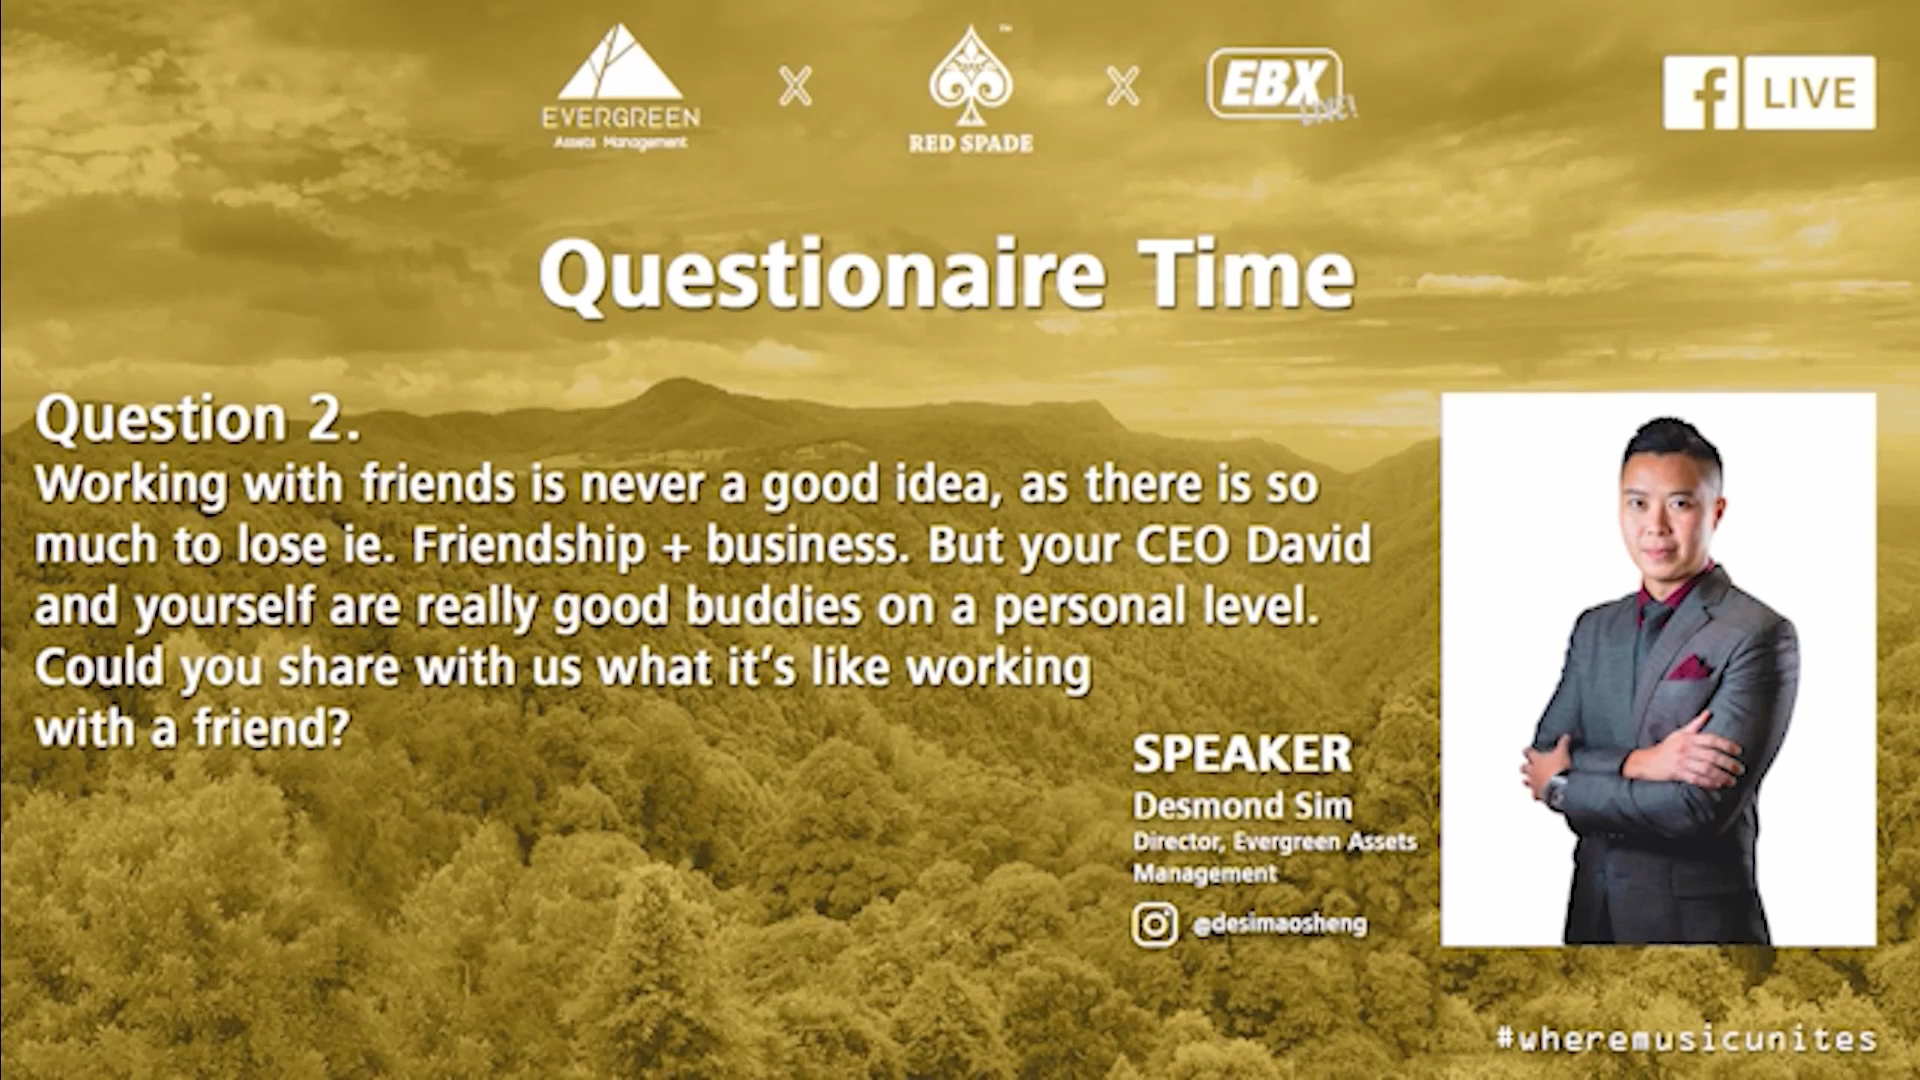 EVERGREEN
Assets Management
X
RED SPADE
TM
X
EBX
LIVE!
f LIVE
Questionaire Time
Question 2.
Working with friends is never a good idea, as there is so
much to lose ie. Friendship + business. But your CEO David
and yourself are really good buddies on a personal level.
Could you share with us what it's like working
with a friend?
SPEAKER
Desmond Sim
Director, Evergreen Assets
Management
@desimaosheng
#wheremusicunites